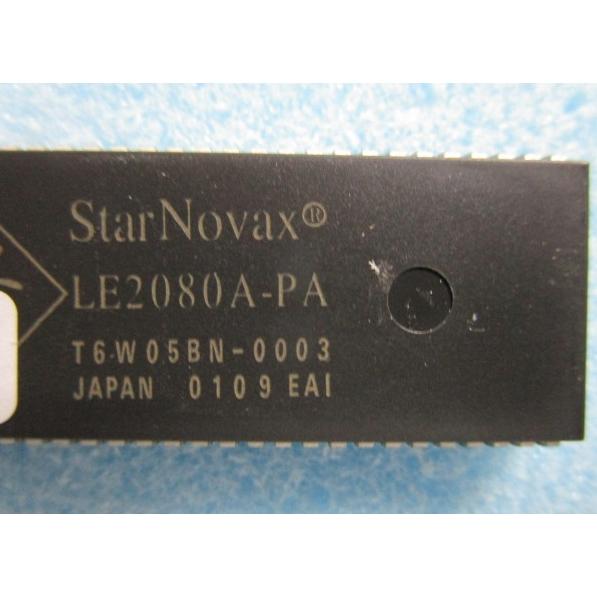 StarNovax®
LE2080A-PA
T6W05BN-0003
JAPAN 0109 EAI